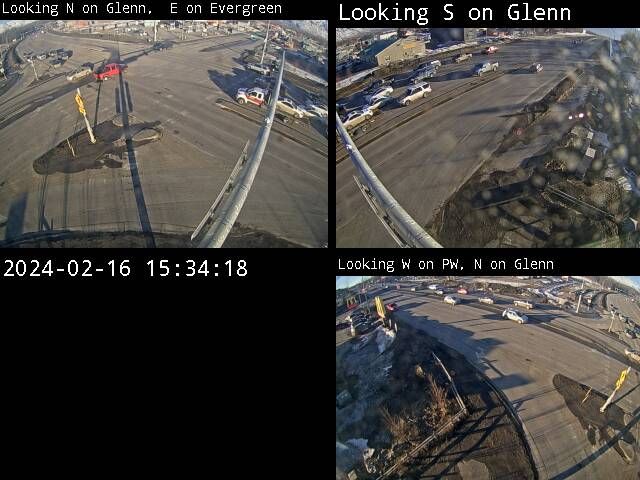 Looking N on Glenn,  E on Evergreen
Looking S on Glenn
2024-02-16 15:34:18
Looking W on PW, N on Glenn